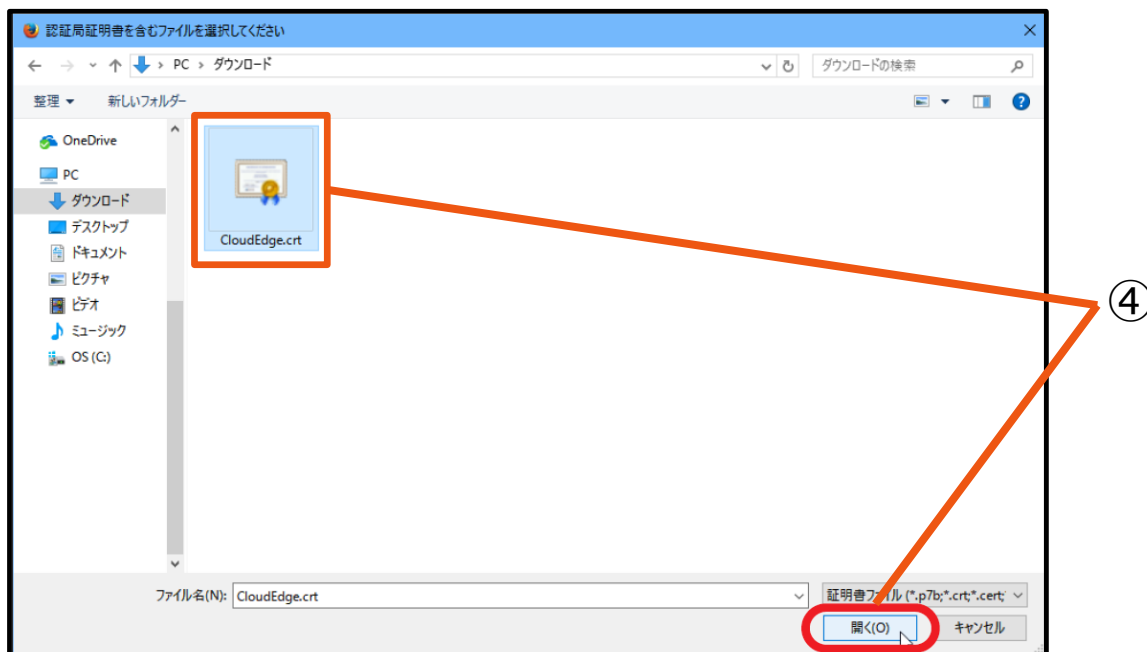 認証局証明書を含むファイルを選択してください
PC › ダウンロード
ダウンロードの検索
整理 新しいフォルダー
OneDrive
PC
ダウンロード
デスクトップ
ドキュメント
ピクチャ
ビデオ
ミュージック
OS (C:)
CloudEdge.crt
④
ファイル名(N): CloudEdge.crt
証明書ファイル (*.p7b;*.crt;*.cert;
開く(O) キャンセル